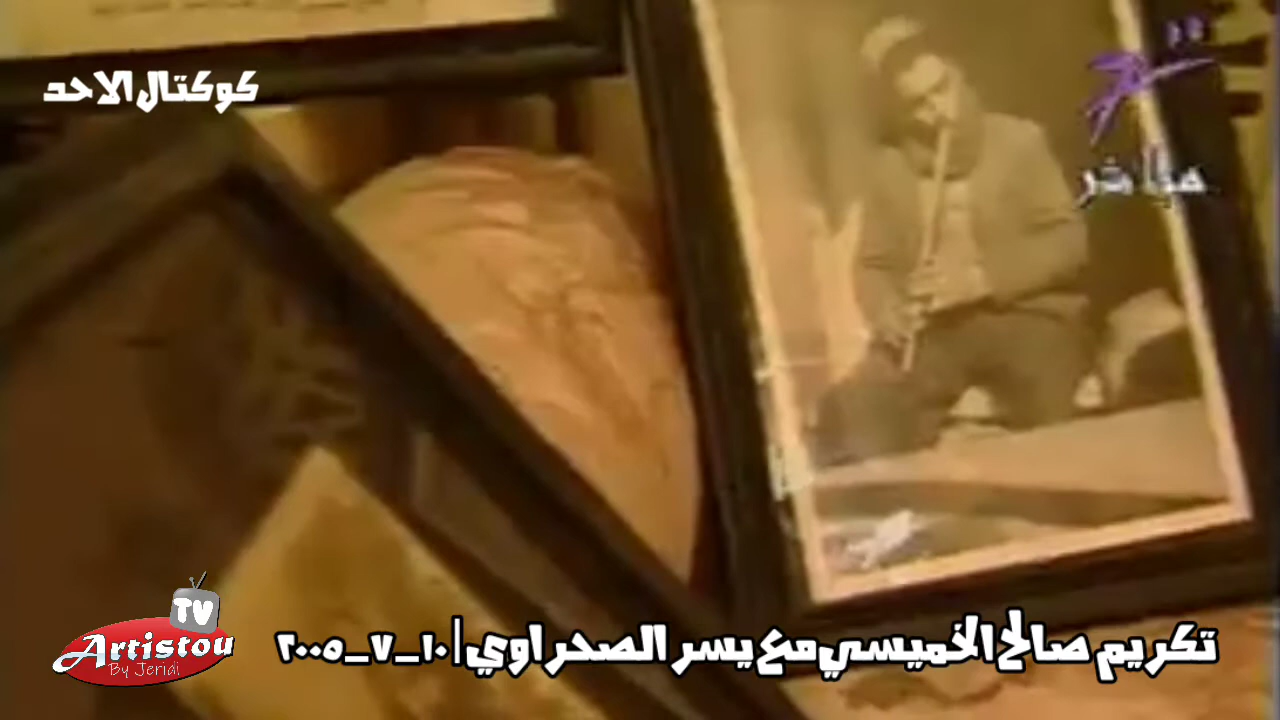 كوكتال الاحد
مباشر
تكريم صالح الخميسي مع يسر الصحراوي | ١٠_٧_٢٠٠٥
TV
Artistou
By Jeridi